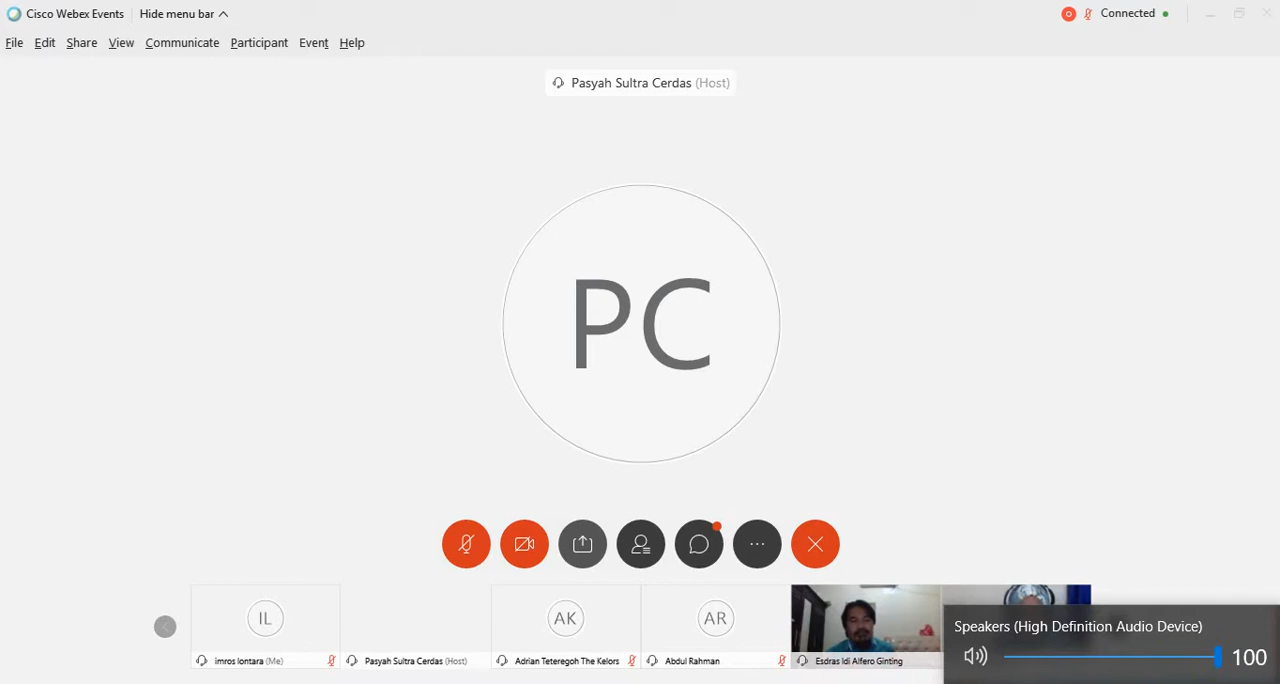 Cisco Webex Events Hide menu bar Connected
File Edit Share View Communicate Participant Event Help
Pasyah Sultra Cerdas (Host)
PC
IL AK AR
imros lontara (Me) Pasyah Sultra Cerdas (Host) Adrian Teteregoh The Kelors Abdul Rahman Esdras Idi Alfero Ginting
Speakers (High Definition Audio Device)
100